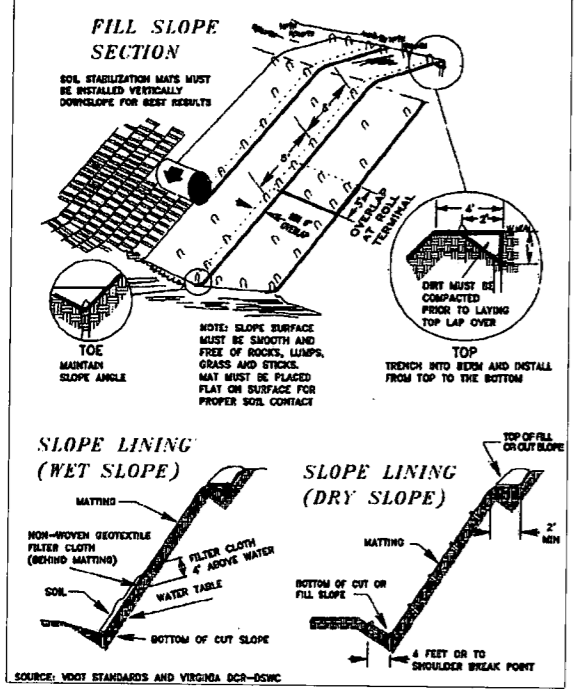 FILL SLOPE
SECTION
SOIL STABILIZATION MATS MUST
BE INSTALLED VERTICALLY
DOWNSLOPE FOR BEST RESULTS
OVERLAP
OVERLAP
AT ROLL
TERMINAL
4'
2'
DIRT MUST BE
COMPACTED
PRIOR TO LAYING
TOP LAP OVER
TOP
TRENCH INTO BERM AND INSTALL
FROM TOP TO THE BOTTOM
TOE
MAINTAIN
SLOPE ANGLE
NOTE: SLOPE SURFACE
MUST BE SMOOTH AND
FREE OF ROCKS, LUMPS,
GRASS AND STICKS.
MAT MUST BE PLACED
FLAT ON SURFACE FOR
PROPER SOIL CONTACT
SLOPE LINING
(WET SLOPE)
MATTING
NON-WOVEN GEOTEXTILE
FILTER CLOTH
(BEHIND MATTING)
FILTER CLOTH
4' ABOVE WATER
WATER TABLE
SOIL
BOTTOM OF CUT SLOPE
SLOPE LINING
(DRY SLOPE)
TOP OF FILL
OR CUT SLOPE
2'
MIN
MATTING
BOTTOM OF CUT OR
FILL SLOPE
4 FEET OR TO
SHOULDER BREAK POINT
SOURCE: VDOT STANDARDS AND VIRGINIA DCR-DSWC